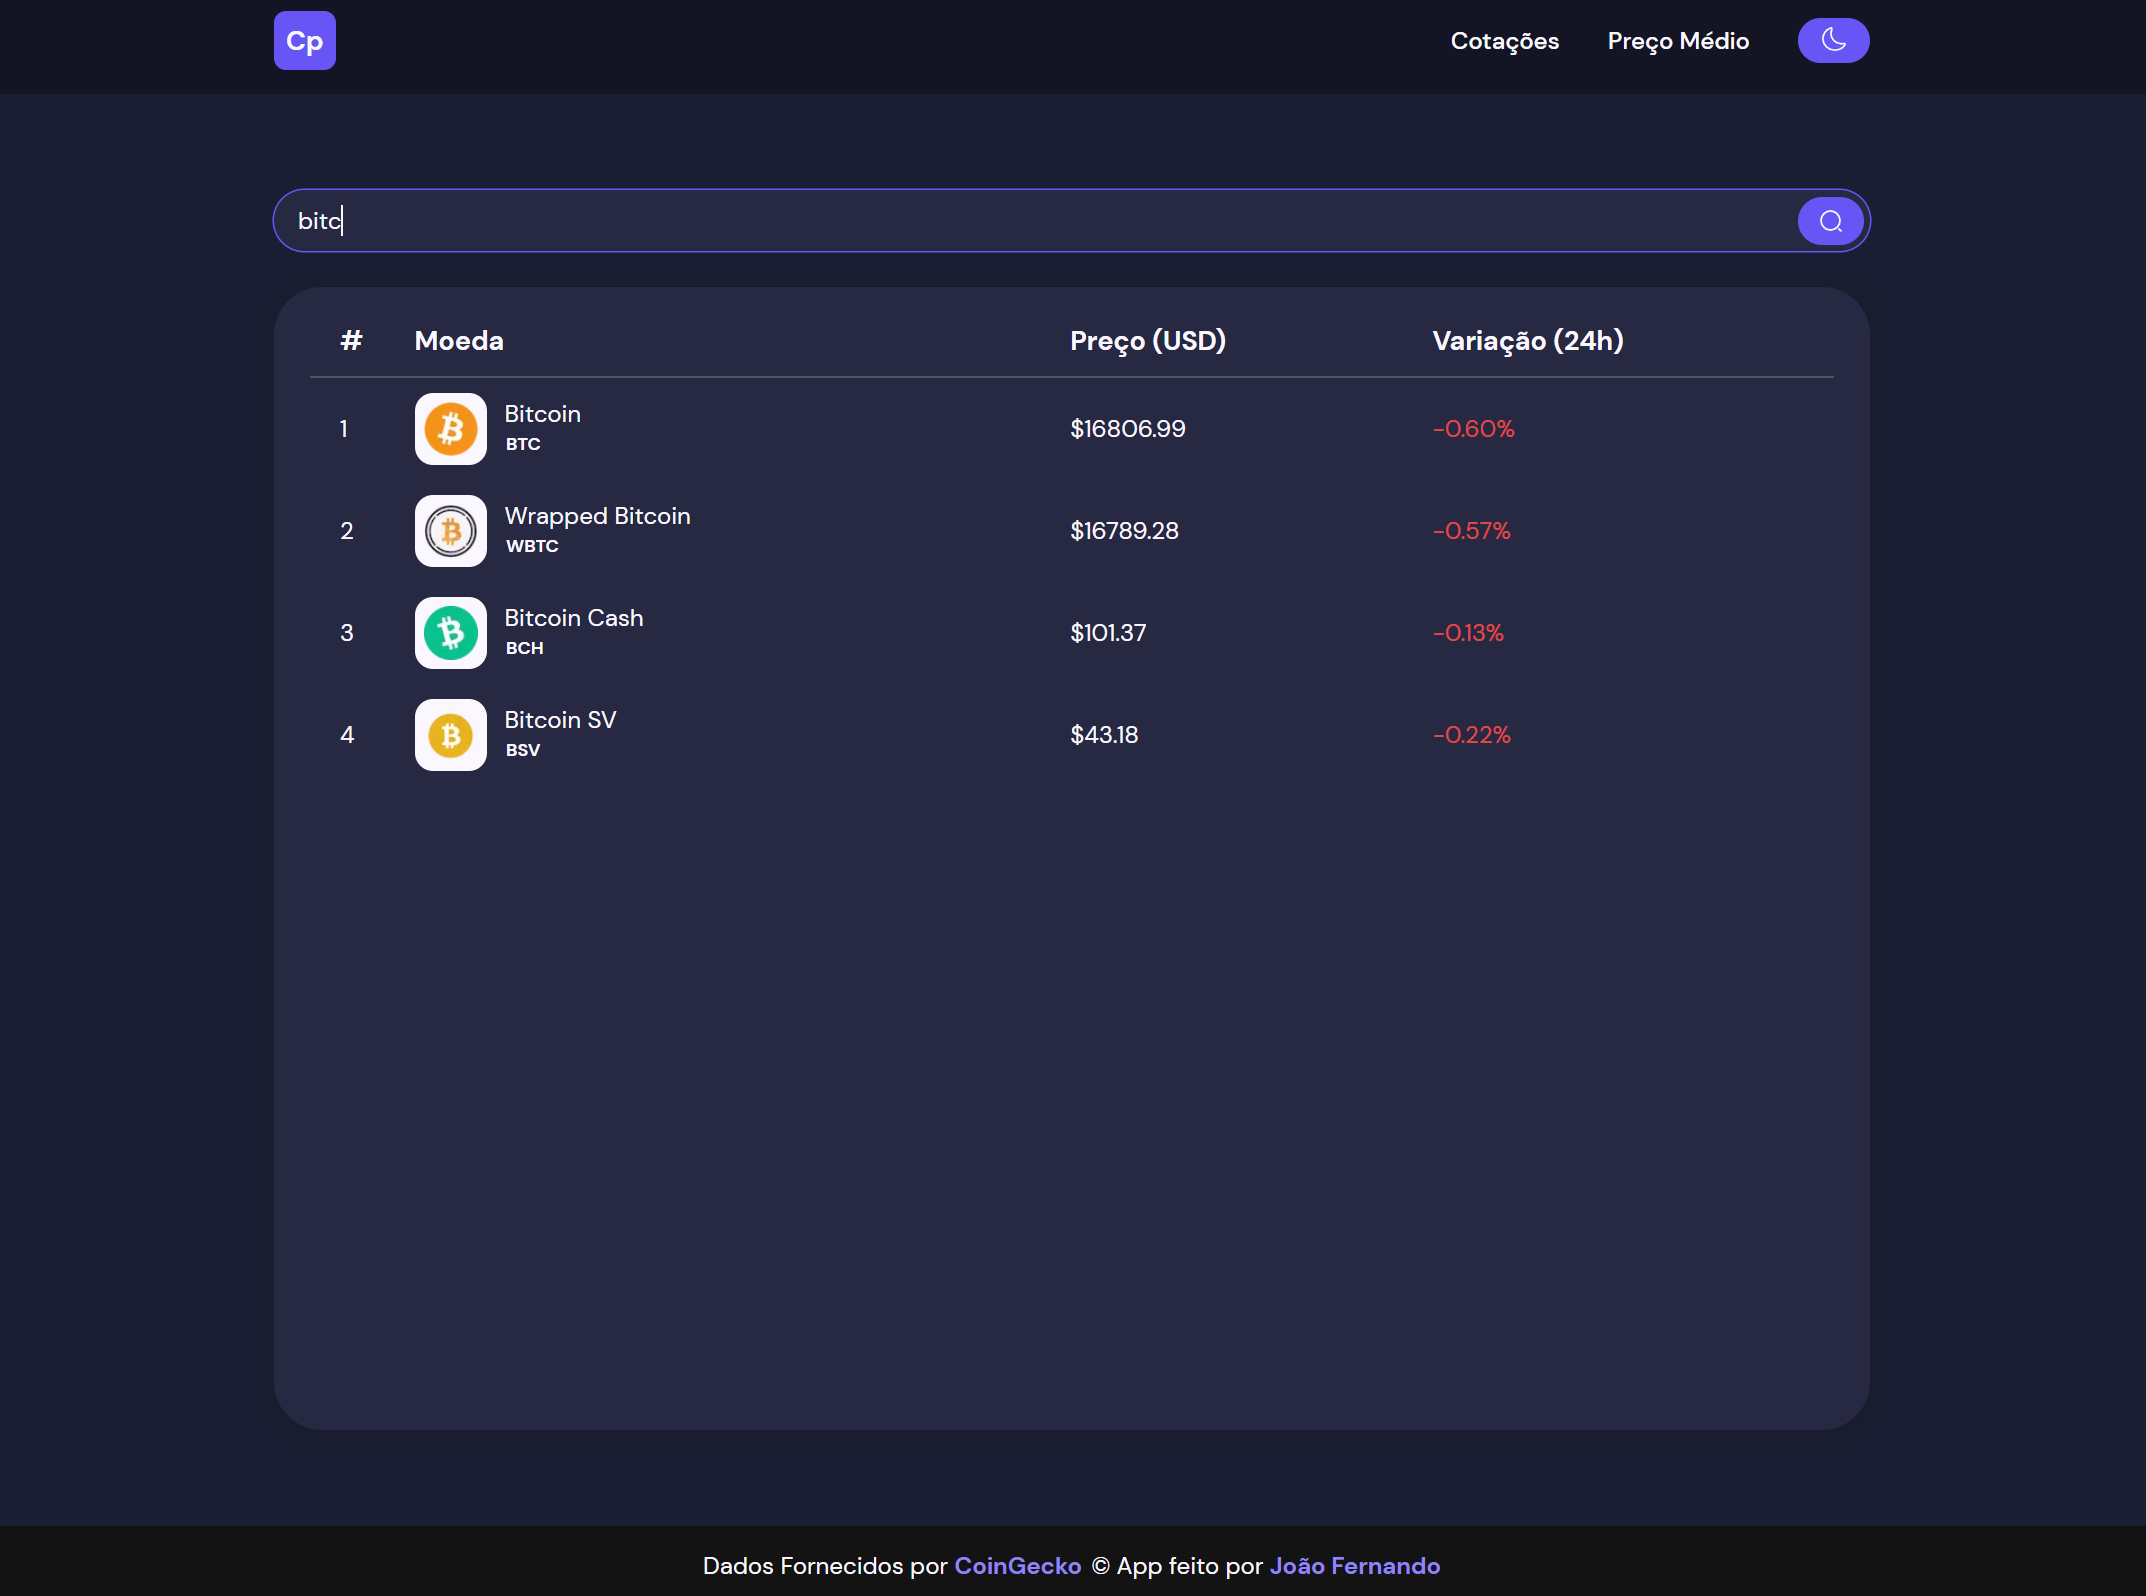 Cp
Cotações Preço Médio
bitc
# Moeda Preço (USD) Variação (24h)
1 Bitcoin $16806.99 -0.60%
BTC
2 Wrapped Bitcoin $16789.28 -0.57%
WBTC
3 Bitcoin Cash $101.37 -0.13%
BCH
4 Bitcoin SV $43.18 -0.22%
BSV
Dados Fornecidos por CoinGecko © App feito por João Fernando